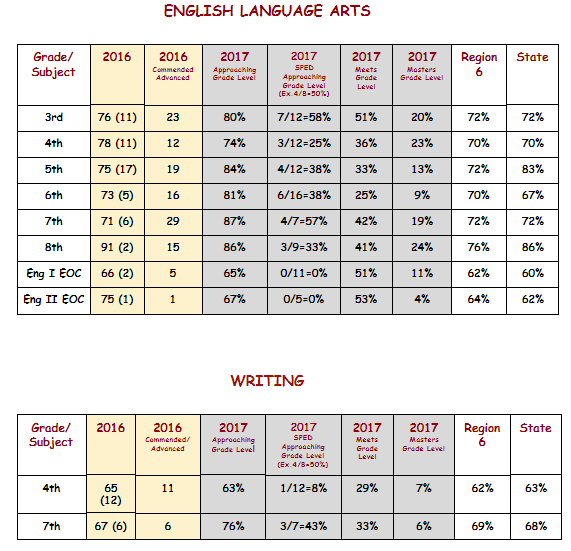 ENGLISH LANGUAGE ARTS
Grade/ Subject 2016 2016 Commended Advanced 2017 Approaching Grade Level 2017 SPED Approaching Grade Level (Ex. 4/8=50%) 2017 Meets Grade Level 2017 Masters Grade Level Region 6 State
3rd 76 (11) 23 80% 7/12=58% 51% 20% 72% 72%
4th 78 (11) 12 74% 3/12=25% 36% 23% 70% 70%
5th 75 (17) 19 84% 4/12=38% 33% 13% 72% 83%
6th 73 (5) 16 81% 6/16=38% 25% 9% 70% 67%
7th 71 (6) 29 87% 4/7=57% 42% 19% 72% 72%
8th 91 (2) 15 86% 3/9=33% 41% 24% 76% 86%
Eng I EOC 66 (2) 5 65% 0/11=0% 51% 11% 62% 60%
Eng II EOC 75 (1) 1 67% 0/5=0% 53% 4% 64% 62%
WRITING
Grade/ Subject 2016 2016 Commended/ Advanced 2017 Approaching Grade Level 2017 SPED Approaching Grade Level (Ex. 4/8=50%) 2017 Meets Grade Level 2017 Masters Grade Level Region 6 State
4th 65 (12) 11 63% 1/12=8% 29% 7% 62% 63%
7th 67 (6) 6 76% 3/7=43% 33% 6% 69% 68%